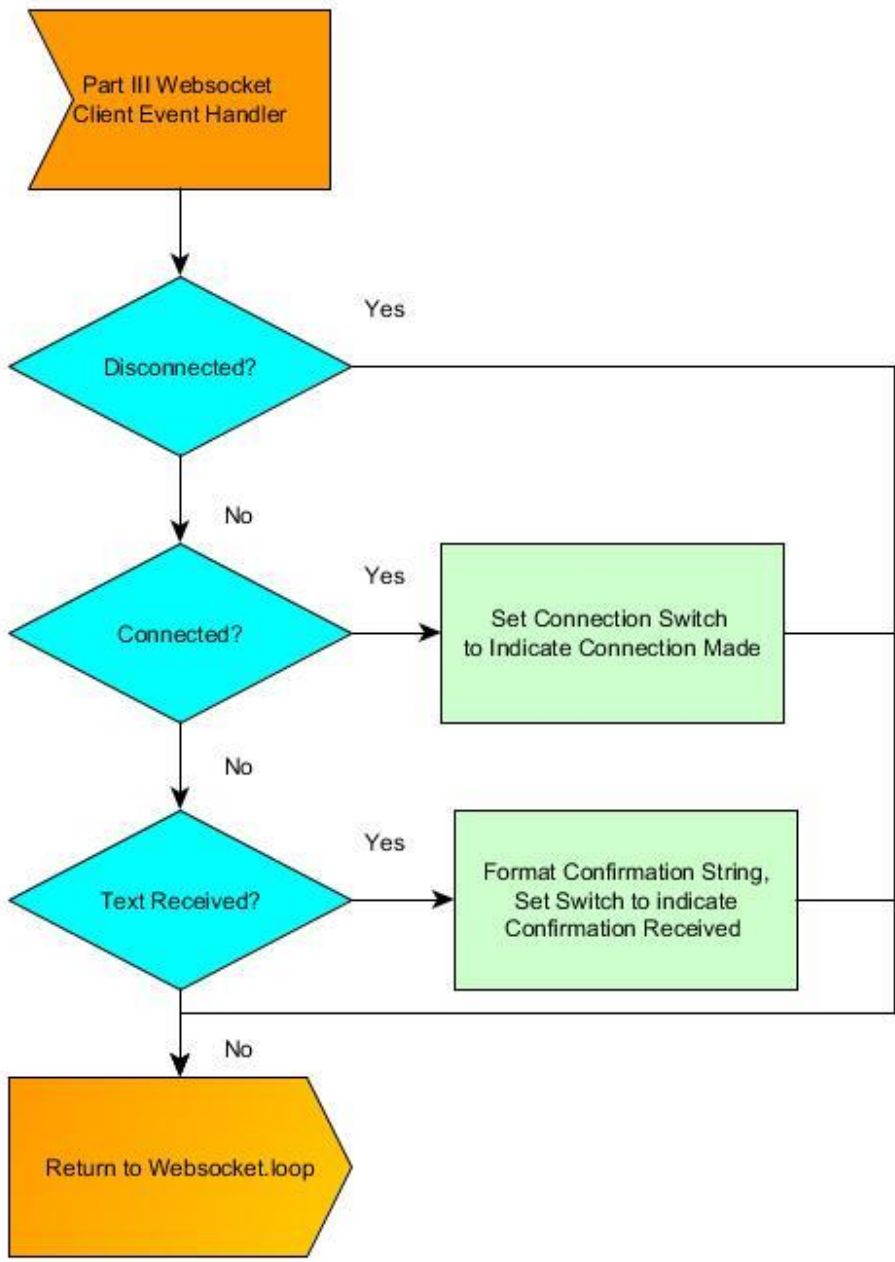 Part III Websocket
Client Event Handler
Yes
Disconnected?
No
Yes
Connected?
Set Connection Switch
to Indicate Connection Made
No
Yes
Text Received?
Format Confirmation String,
Set Switch to indicate
Confirmation Received
No
Return to Websocket.loop